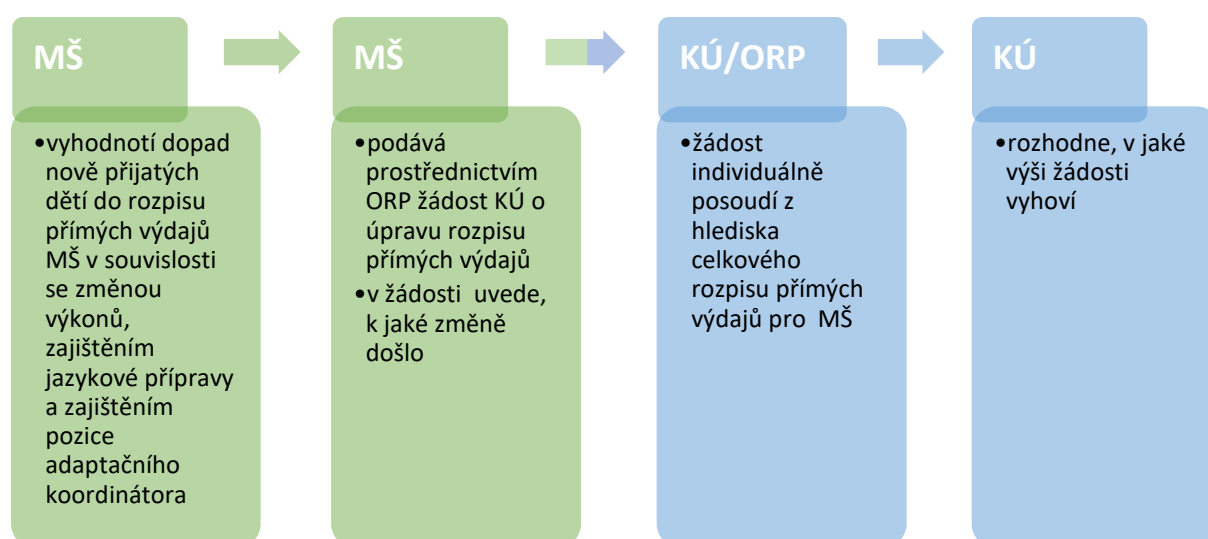 MŠ
•vyhodnotí dopad
nově přijatých
dětí do rozpisu
přímých výdajů
MŠ v souvislosti
se změnou
výkonů,
zajištěním
jazykové přípravy
a zajištěním
pozice
adaptačního
koordinátora
MŠ
•podává
prostřednictvím
ORP žádost KÚ o
úpravu rozpisu
přímých výdajů
•v žádosti uvede,
k jaké změně
došlo
KÚ/ORP
•žádost
individuálně
posoudí z
hlediska
celkového
rozpisu přímých
výdajů pro MŠ
KÚ
•rozhodne, v jaké
výši žádosti
vyhoví